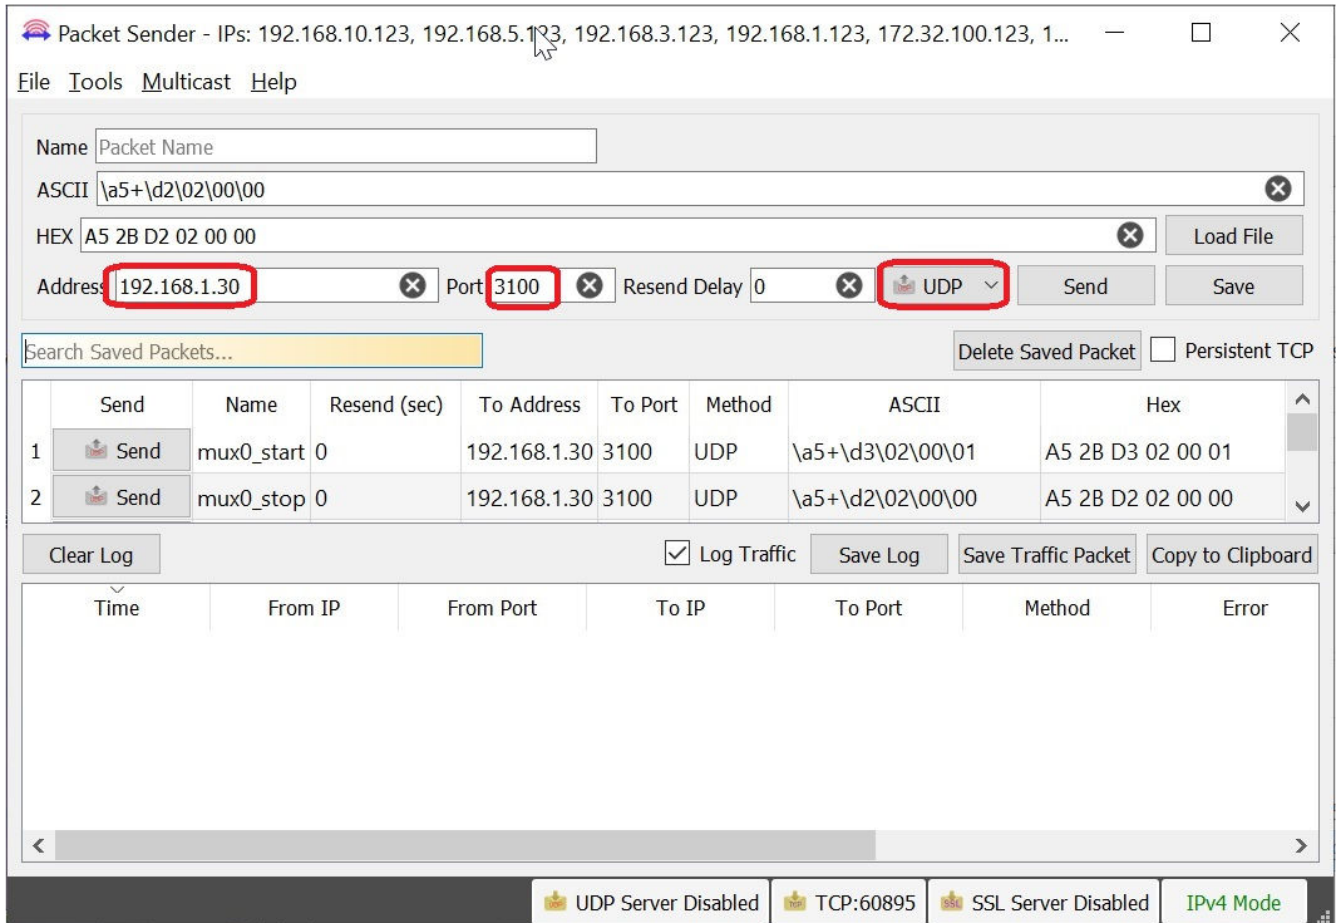 Packet Sender - IPs: 192.168.10.123, 192.168.5.123, 192.168.3.123, 192.168.1.123, 172.32.100.123, 1...
File Tools Multicast Help
Name Packet Name
ASCII \a5+\d2\02\00\00
HEX A5 2B D2 02 00 00 Load File
Address 192.168.1.30 Port 3100 Resend Delay 0 UDP Send Save
Search Saved Packets... Delete Saved Packet Persistent TCP
Send Name Resend (sec) To Address To Port Method ASCII Hex
1 Send mux0_start 0 192.168.1.30 3100 UDP \a5+\d3\02\00\01 A5 2B D3 02 00 01
2 Send mux0_stop 0 192.168.1.30 3100 UDP \a5+\d2\02\00\00 A5 2B D2 02 00 00
Clear Log Log Traffic Save Log Save Traffic Packet Copy to Clipboard
Time From IP From Port To IP To Port Method Error
UDP Server Disabled TCP:60895 SSL Server Disabled IPv4 Mode